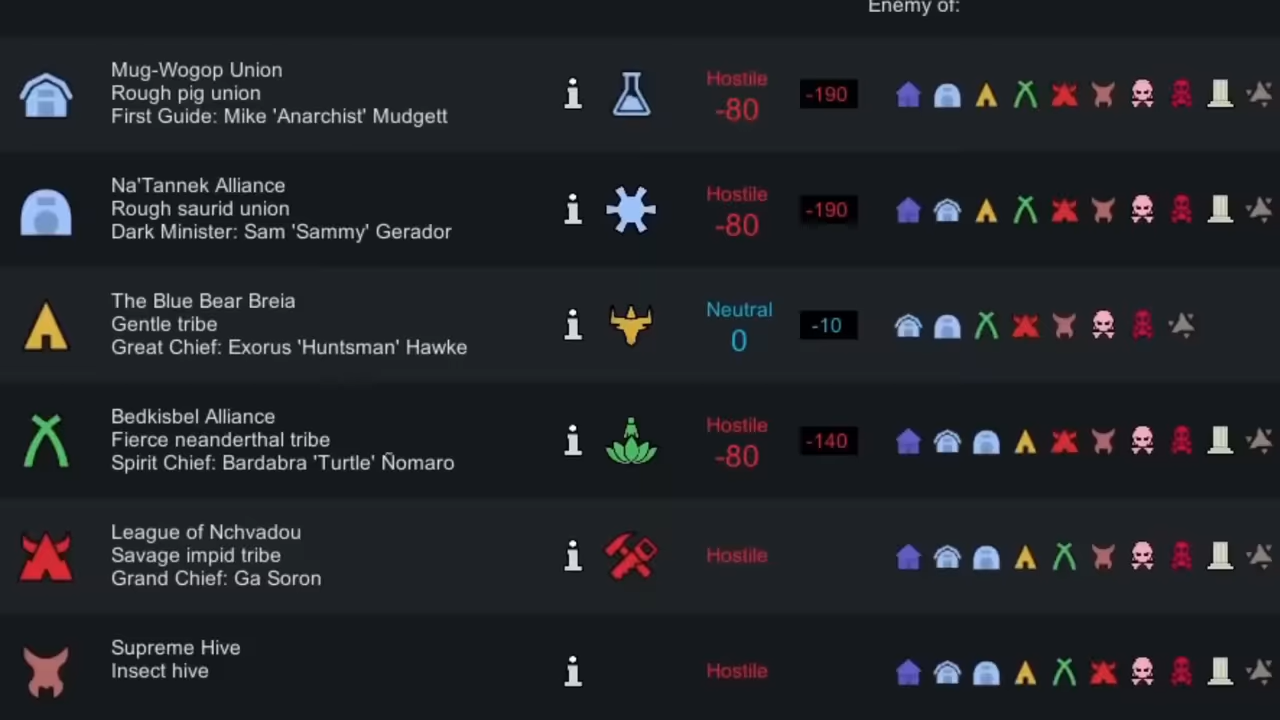 Enemy of:
Mug-Wogop Union
Rough pig union
First Guide: Mike 'Anarchist' Mudgett
Hostile
-80
-190
Na'Tannek Alliance
Rough saurid union
Dark Minister: Sam 'Sammy' Gerador
Hostile
-80
-190
The Blue Bear Breia
Gentle tribe
Great Chief: Exorus 'Huntsman' Hawke
Neutral
0
-10
Bedkisbel Alliance
Fierce neanderthal tribe
Spirit Chief: Bardabra 'Turtle' Ñomaro
Hostile
-80
-140
League of Nchvadou
Savage impid tribe
Grand Chief: Ga Soron
Hostile
Supreme Hive
Insect hive
Hostile